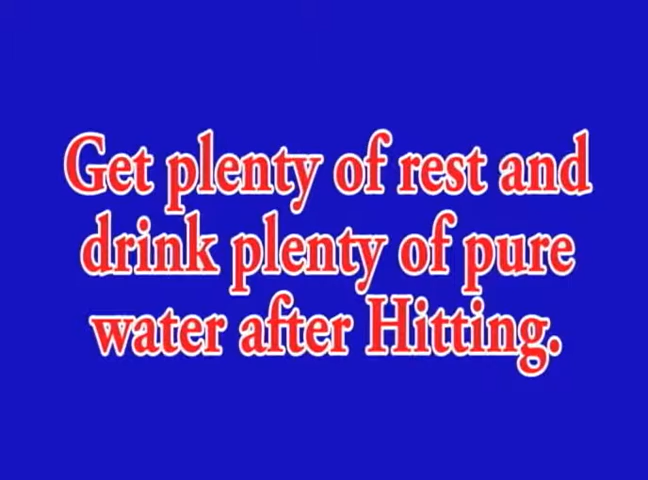 Get plenty of rest and
drink plenty of pure
water after Hitting.